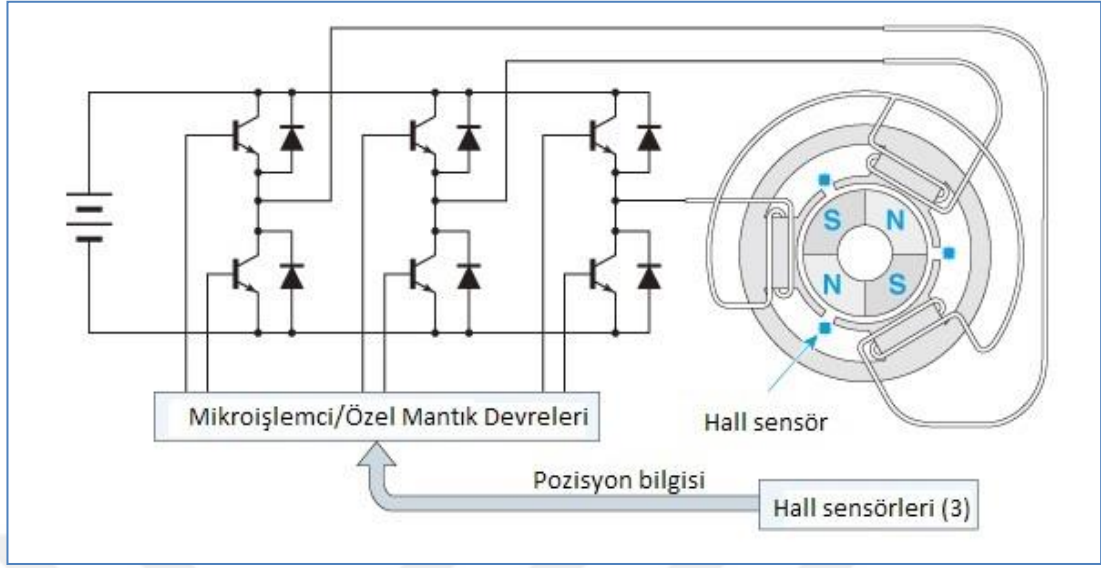 S N
N S
Mikroişlemci/Özel Mantık Devreleri
Hall sensör
Pozisyon bilgisi
Hall sensörleri (3)